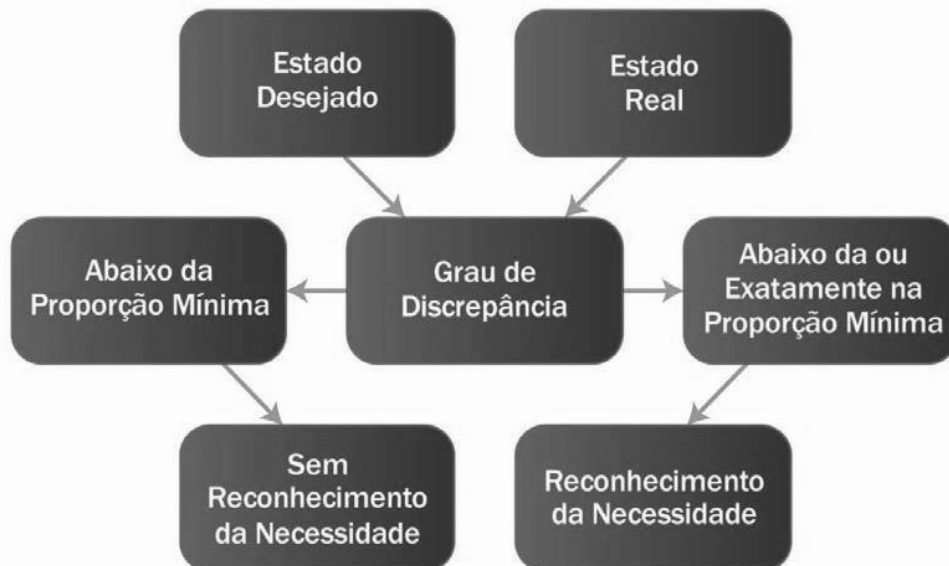 Estado
Desejado
Estado
Real
Abaixo da
Proporção Mínima
Grau de
Discrepância
Abaixo da ou
Exatamente na
Proporção Mínima
Sem
Reconhecimento
da Necessidade
Reconhecimento
da Necessidade